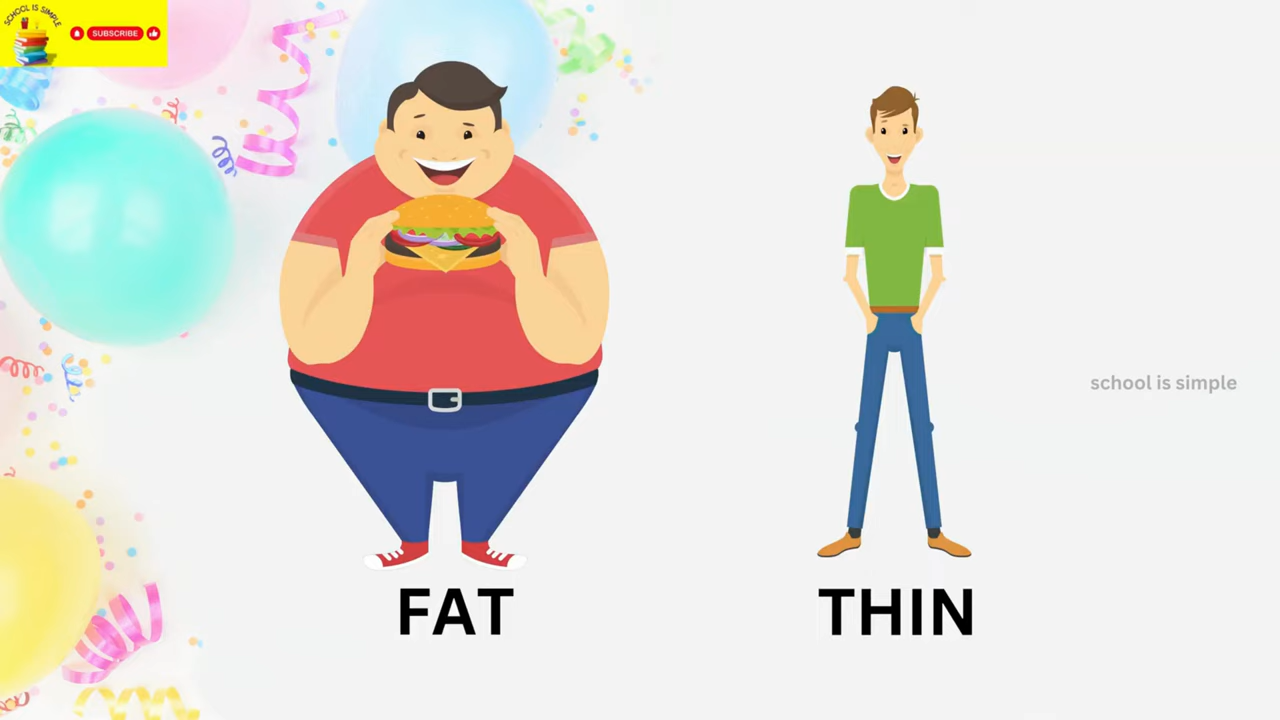 SCHOOL IS SIMPLE
SUBSCRIBE
school is simple
FAT
THIN